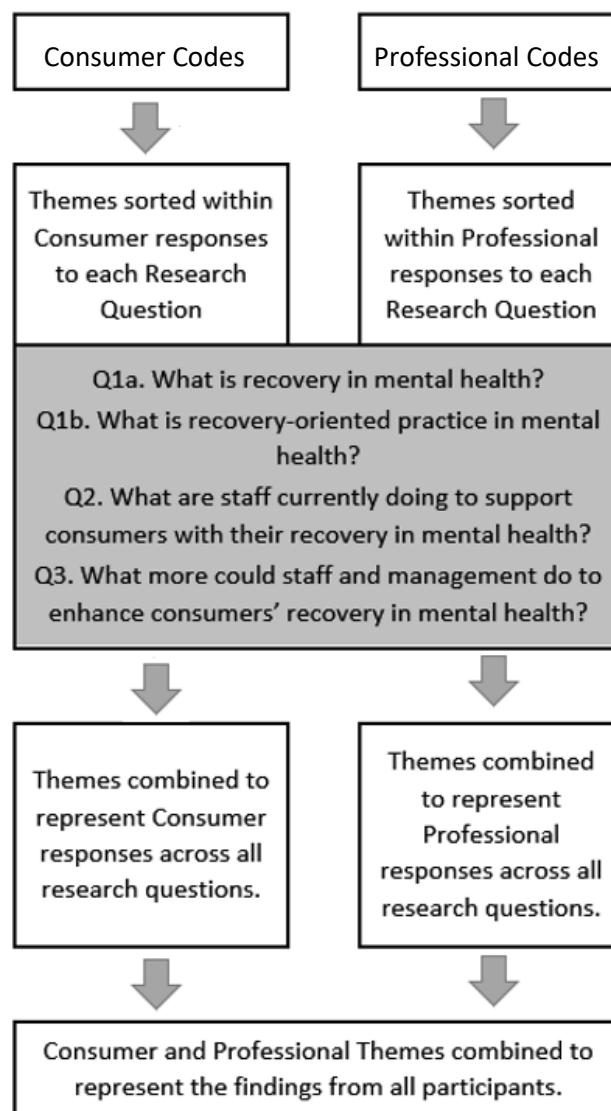 Consumer Codes
Professional Codes
Themes sorted within
Consumer responses
to each Research
Question
Themes sorted
within Professional
responses to each
Research Question
Q1a. What is recovery in mental health?
Q1b. What is recovery-oriented practice in mental
health?
Q2. What are staff currently doing to support
consumers with their recovery in mental health?
Q3. What more could staff and management do to
enhance consumers’ recovery in mental health?
Themes combined to
represent Consumer
responses across all
research questions.
Themes combined
to represent
Professional
responses across all
research questions.
Consumer and Professional Themes combined to
represent the findings from all participants.